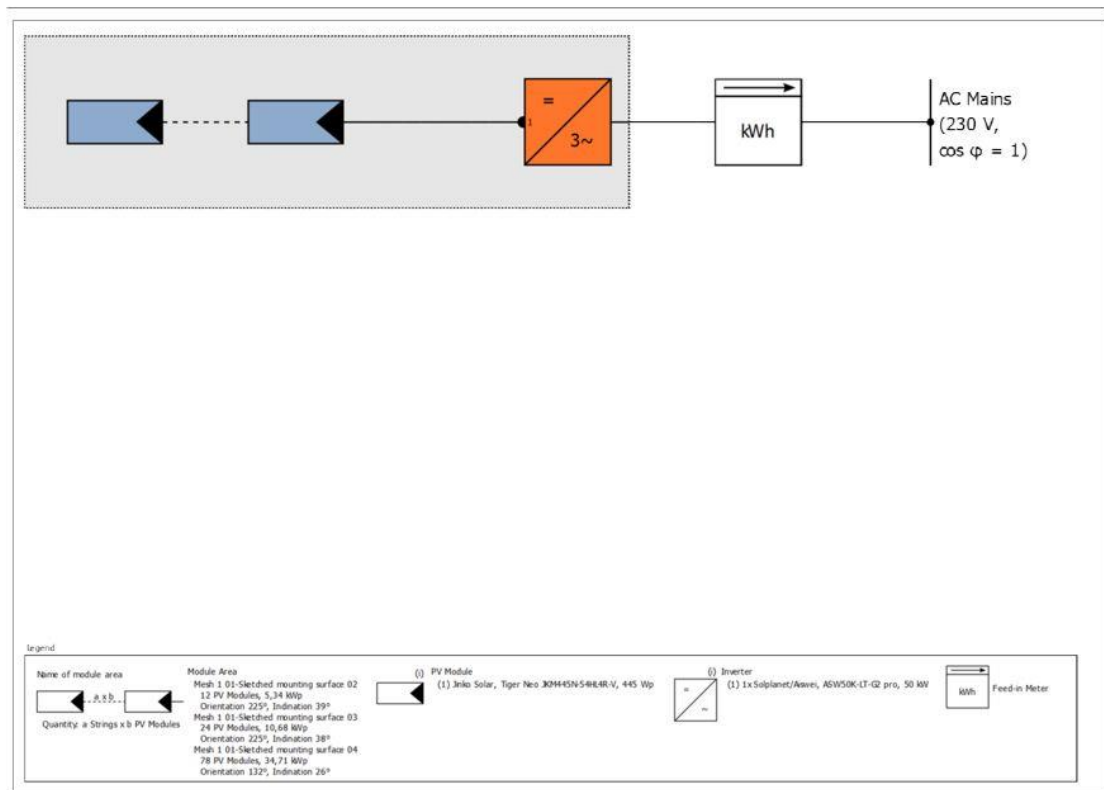 =
1
3~
kWh
AC Mains
(230 V,
cos φ = 1)
Legend
Name of module area
a x b
Quantity: a Strings x b PV Modules
Module Area
Mesh 1 01-Sketched mounting surface 02
12 PV Modules, 5,34 kWp
Orientation 225°, Inclination 39°
Mesh 1 01-Sketched mounting surface 03
24 PV Modules, 10,68 kWp
Orientation 225°, Inclination 38°
Mesh 1 01-Sketched mounting surface 04
78 PV Modules, 34,71 kWp
Orientation 132°, Inclination 26°
(i) PV Module
(1) Jinko Solar, Tiger Neo JKM445N-54HL4R-V, 445 Wp
(i) Inverter
=
~
(1) 1x Solplanet/Aiswei, ASW50K-LT-G2 pro, 50 kW
kWh
Feed-in Meter